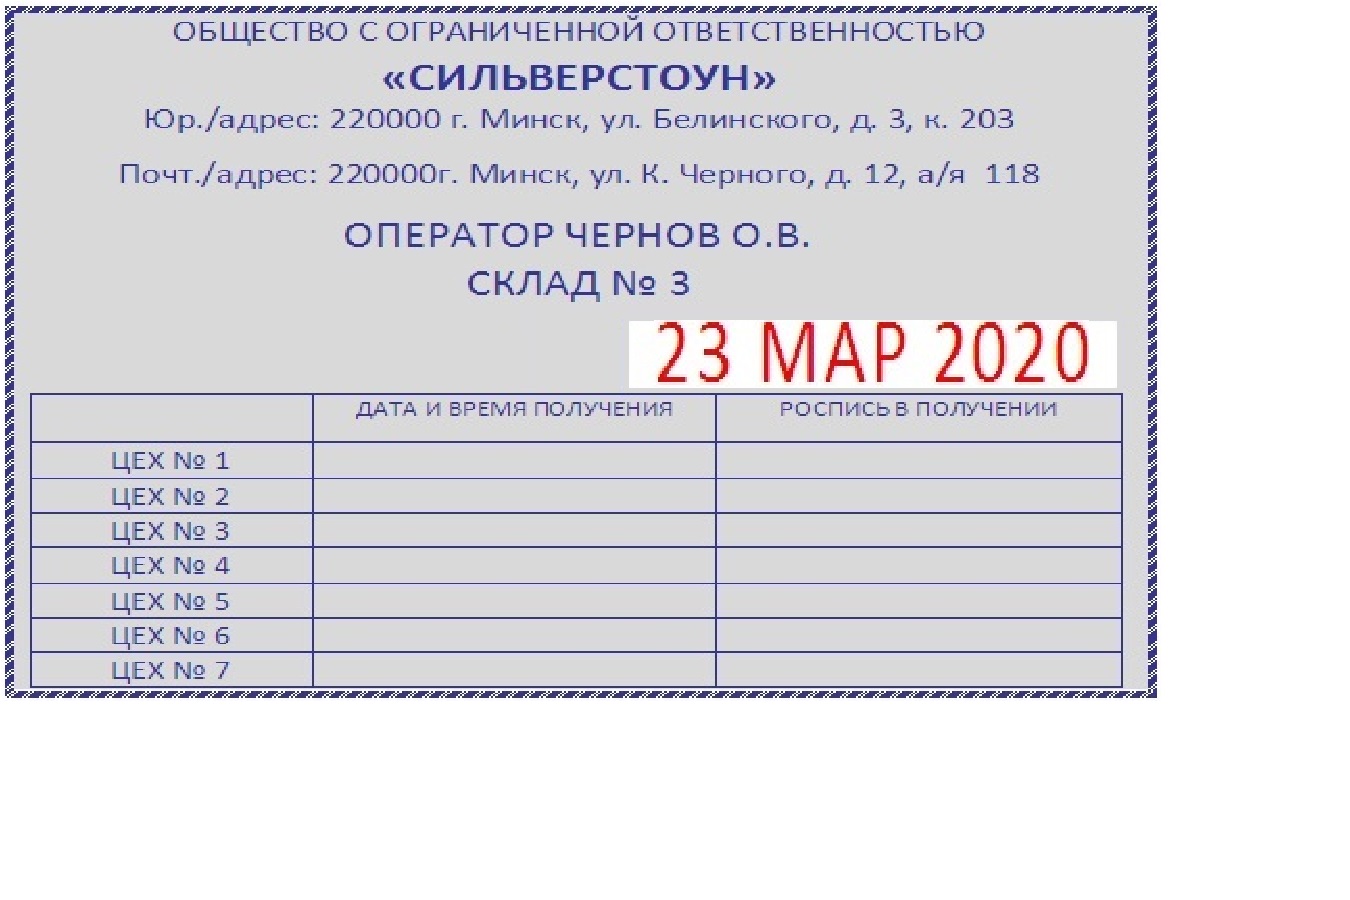 ОБЩЕСТВО С ОГРАНИЧЕННОЙ ОТВЕТСТВЕННОСТЬЮ
«СИЛЬВЕРСТОУН»
Юр./адрес: 220000 г. Минск, ул. Белинского, д. 3, к. 203
Почт./адрес: 220000г. Минск, ул. К. Черного, д. 12, а/я 118
ОПЕРАТОР ЧЕРНОВ О.В.
СКЛАД № 3
23 МАР 2020
ДАТА И ВРЕМЯ ПОЛУЧЕНИЯ РОСПИСЬ В ПОЛУЧЕНИИ
ЦЕХ № 1
ЦЕХ № 2
ЦЕХ № 3
ЦЕХ № 4
ЦЕХ № 5
ЦЕХ № 6
ЦЕХ № 7